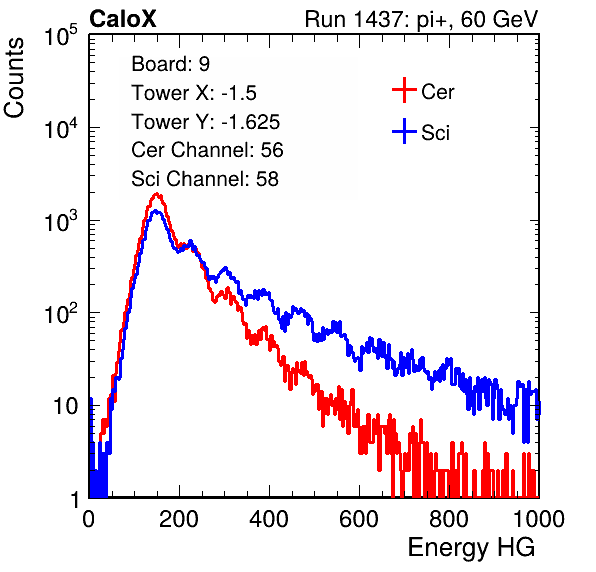 CaloX Run 1437: pi+, 60 GeV
Counts
10^5
10^4
10^3
10^2
10
1
Board: 9
Tower X: -1.5
Tower Y: -1.625
Cer Channel: 56
Sci Channel: 58
Cer
Sci
0 200 400 600 800 1000
Energy HG